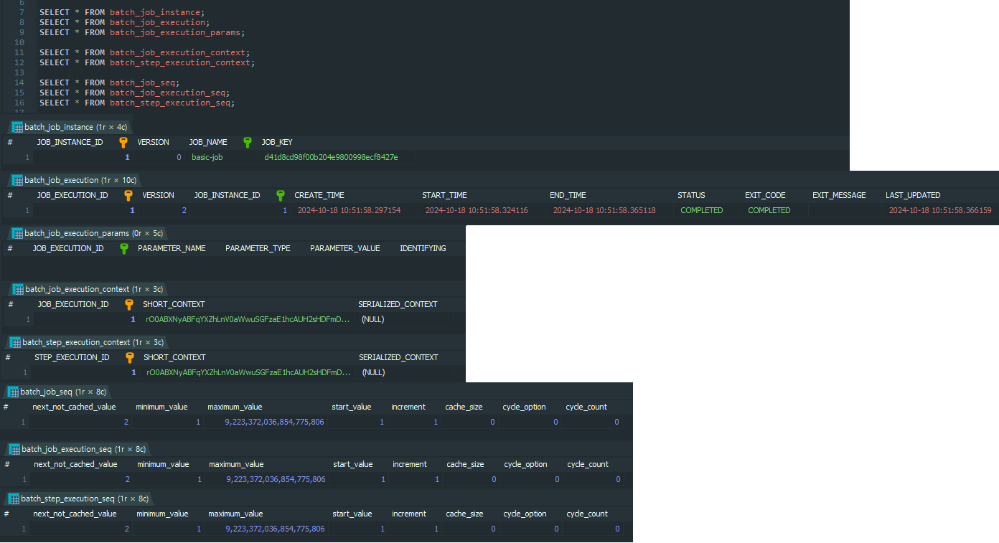 6
7 SELECT * FROM batch_job_instance;
8 SELECT * FROM batch_job_execution;
9 SELECT * FROM batch_job_execution_params;
10
11 SELECT * FROM batch_job_execution_context;
12 SELECT * FROM batch_step_execution_context;
13
14 SELECT * FROM batch_job_seq;
15 SELECT * FROM batch_job_execution_seq;
16 SELECT * FROM batch_step_execution_seq;
17
batch_job_instance (1r × 4c)
# JOB_INSTANCE_ID VERSION JOB_NAME JOB_KEY
1 1 0 basic-job d41d8cd98f00b204e9800998ecf8427e
batch_job_execution (1r × 10c)
# JOB_EXECUTION_ID VERSION JOB_INSTANCE_ID CREATE_TIME START_TIME END_TIME STATUS EXIT_CODE EXIT_MESSAGE LAST_UPDATED
1 1 2 1 2024-10-18 10:51:58.297154 2024-10-18 10:51:58.324116 2024-10-18 10:51:58.365118 COMPLETED COMPLETED 2024-10-18 10:51:58.366159
batch_job_execution_params (0r × 5c)
# JOB_EXECUTION_ID PARAMETER_NAME PARAMETER_TYPE PARAMETER_VALUE IDENTIFYING
batch_job_execution_context (1r × 3c)
# JOB_EXECUTION_ID SHORT_CONTEXT SERIALIZED_CONTEXT
1 1 rO0ABXNyABFqYXZhLnV0aWwuSGFzaE1hcAUH2sHDFmD... (NULL)
batch_step_execution_context (1r × 3c)
# STEP_EXECUTION_ID SHORT_CONTEXT SERIALIZED_CONTEXT
1 1 rO0ABXNyABFqYXZhLnV0aWwuSGFzaE1hcAUH2sHDFmD... (NULL)
batch_job_seq (1r × 8c)
# next_not_cached_value minimum_value maximum_value start_value increment cache_size cycle_option cycle_count
1 2 1 9,223,372,036,854,775,806 1 1 0 0 0
batch_job_execution_seq (1r × 8c)
# next_not_cached_value minimum_value maximum_value start_value increment cache_size cycle_option cycle_count
1 2 1 9,223,372,036,854,775,806 1 1 0 0 0
batch_step_execution_seq (1r × 8c)
# next_not_cached_value minimum_value maximum_value start_value increment cache_size cycle_option cycle_count
1 2 1 9,223,372,036,854,775,806 1 1 0 0 0